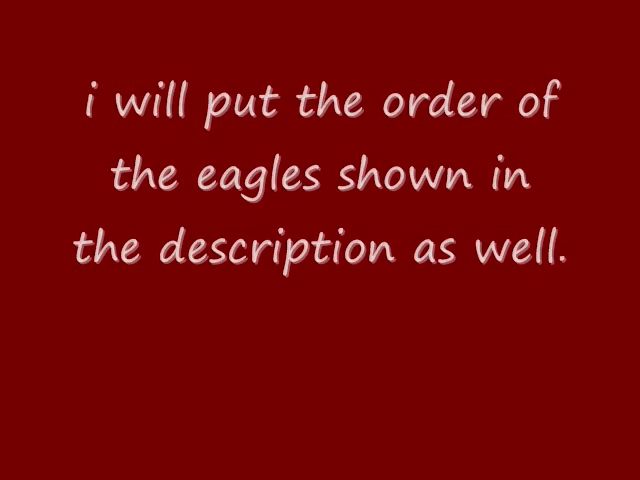 i will put the order of
the eagles shown in
the description as well.